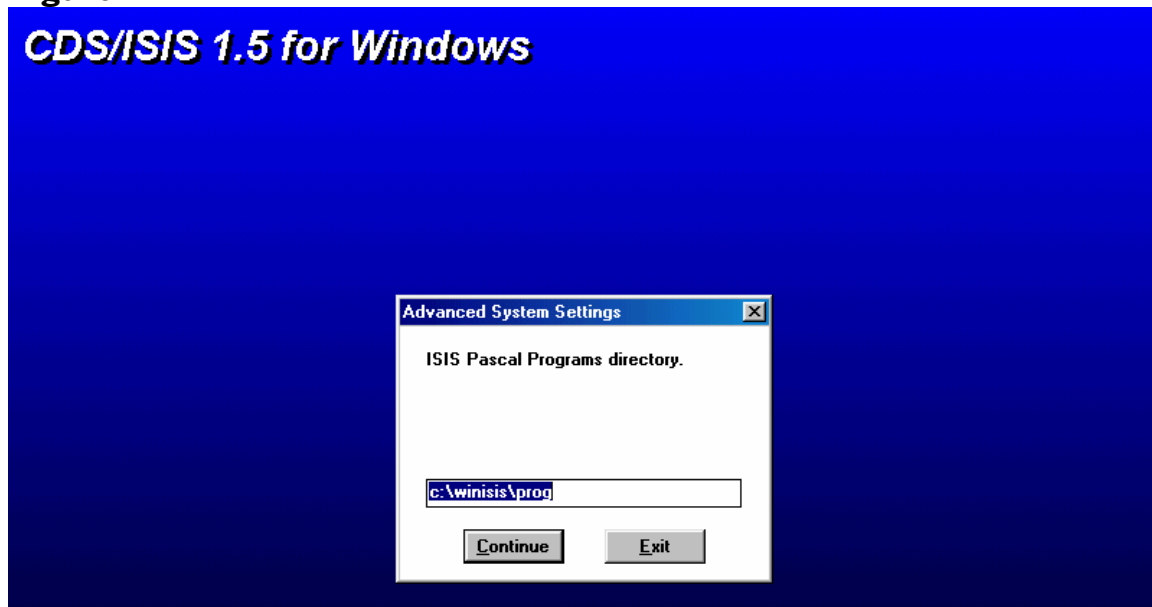 CDS/ISIS 1.5 for Windows
Advanced System Settings
ISIS Pascal Programs directory.
c:\winisis\prog
Continue
Exit